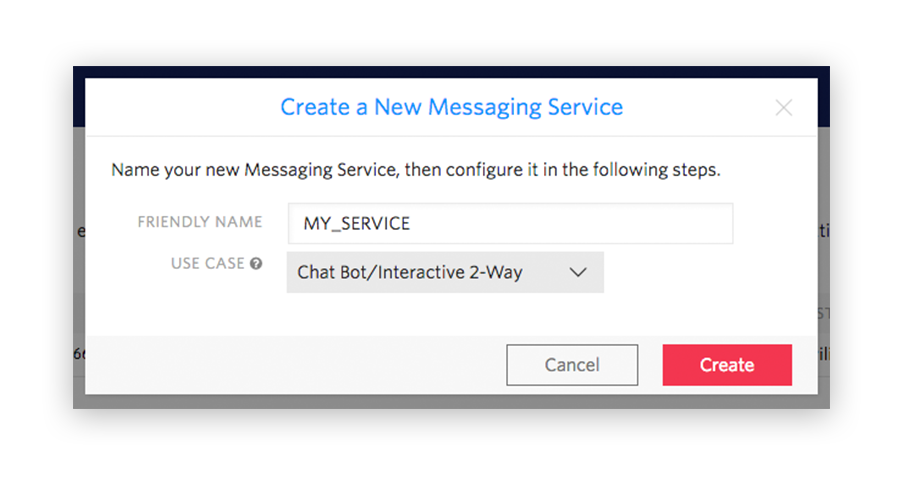 Create a New Messaging Service
Name your new Messaging Service, then configure it in the following steps.
FRIENDLY NAME
MY_SERVICE
USE CASE
Chat Bot/Interactive 2-Way
Cancel
Create